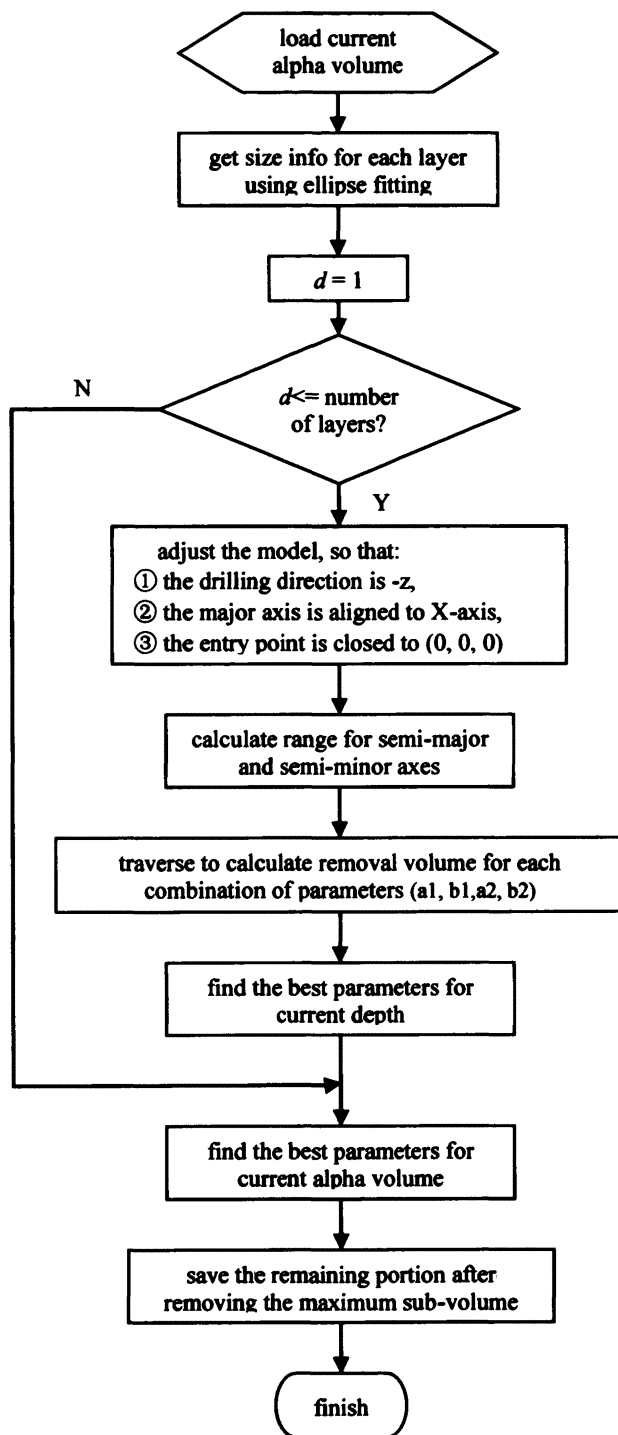 load current
alpha volume
get size info for each layer
using ellipse fitting
d = 1
N
d<= number
of layers?
Y
adjust the model, so that:
① the drilling direction is -z,
② the major axis is aligned to X-axis,
③ the entry point is closed to (0, 0, 0)
calculate range for semi-major
and semi-minor axes
traverse to calculate removal volume for each
combination of parameters (a1, b1,a2, b2)
find the best parameters for
current depth
find the best parameters for
current alpha volume
save the remaining portion after
removing the maximum sub-volume
finish